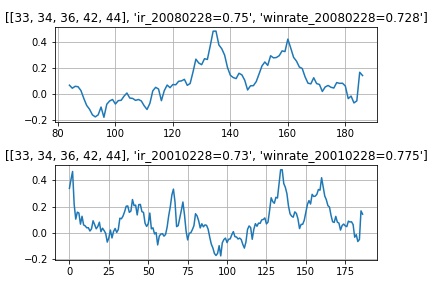 [[33, 34, 36, 42, 44], 'ir_20080228=0.75', 'winrate_20080228=0.728']
0.4
0.2
0.0
−0.2
80 100 120 140 160 180
[[33, 34, 36, 42, 44], 'ir_20010228=0.73', 'winrate_20010228=0.775']
0.4
0.2
0.0
−0.2
0 25 50 75 100 125 150 175